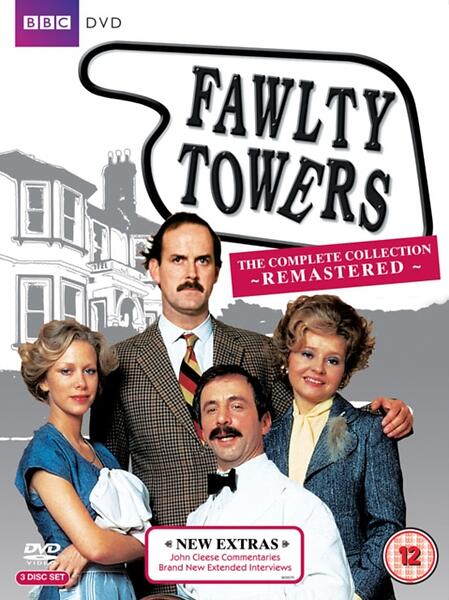 BBC DVD
FAWLTY
TOWERS
THE COMPLETE COLLECTION
~ REMASTERED ~
NEW EXTRAS
John Cleese Commentaries
Brand New Extended Interviews
DVD
VIDEO
3 DISC SET
12